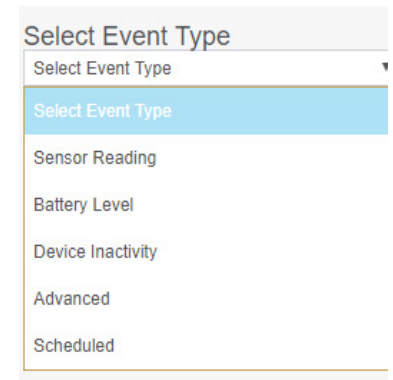 Select Event Type
Select Event Type
Select Event Type
Sensor Reading
Battery Level
Device Inactivity
Advanced
Scheduled